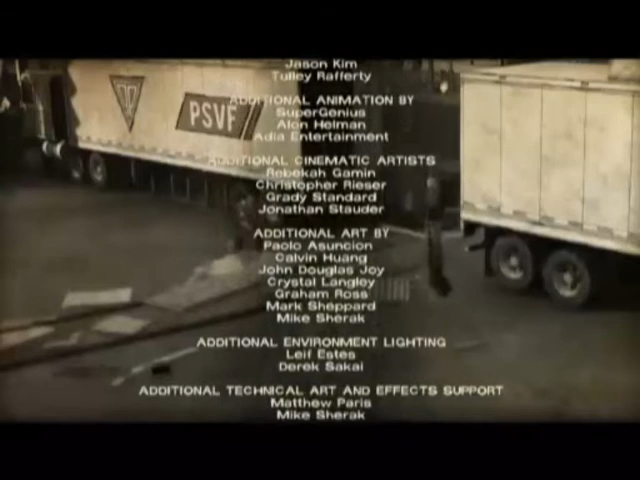 Jason Kim
Tulley Rafferty
ADDITIONAL ANIMATION BY
SuperGenius
Alon Helman
Adia Entertainment
ADDITIONAL CINEMATIC ARTISTS
Rebekah Gamin
Christopher Rieser
Grady Standard
Jonathan Stauder
ADDITIONAL ART BY
Paolo Asuncion
Calvin Huang
John Douglas Joy
Crystal Langley
Graham Ross
Mark Sheppard
Mike Sherak
ADDITIONAL ENVIRONMENT LIGHTING
Leif Estes
Derek Sakai
ADDITIONAL TECHNICAL ART AND EFFECTS SUPPORT
Matthew Paris
Mike Sherak
PSVF